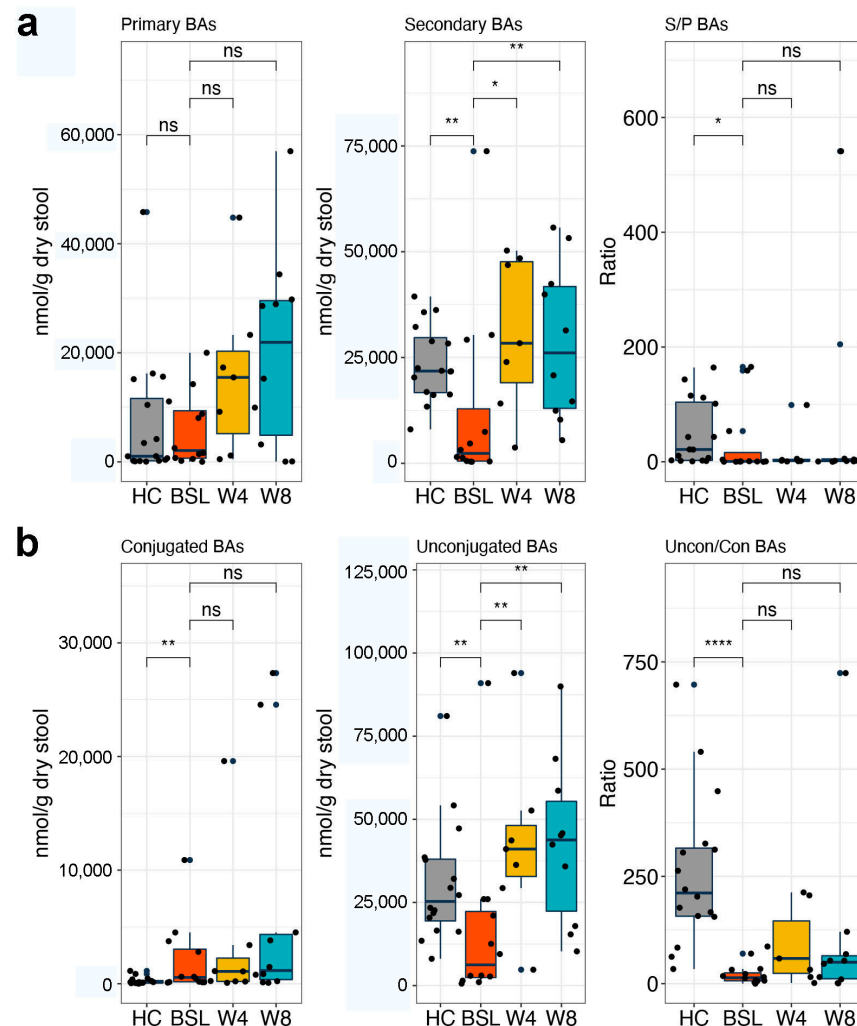 a
Primary BAs
nmol/g dry stool
60,000
40,000
20,000
0
ns
ns
ns
HC BSL W4 W8
Secondary BAs
nmol/g dry stool
75,000
50,000
25,000
0
**
*
**
HC BSL W4 W8
S/P BAs
Ratio
600
400
200
0
ns
ns
*
HC BSL W4 W8
b
Conjugated BAs
nmol/g dry stool
30,000
20,000
10,000
0
ns
ns
**
HC BSL W4 W8
Unconjugated BAs
nmol/g dry stool
125,000
100,000
75,000
50,000
25,000
0
**
**
**
HC BSL W4 W8
Uncon/Con BAs
Ratio
750
500
250
0
ns
ns
****
HC BSL W4 W8